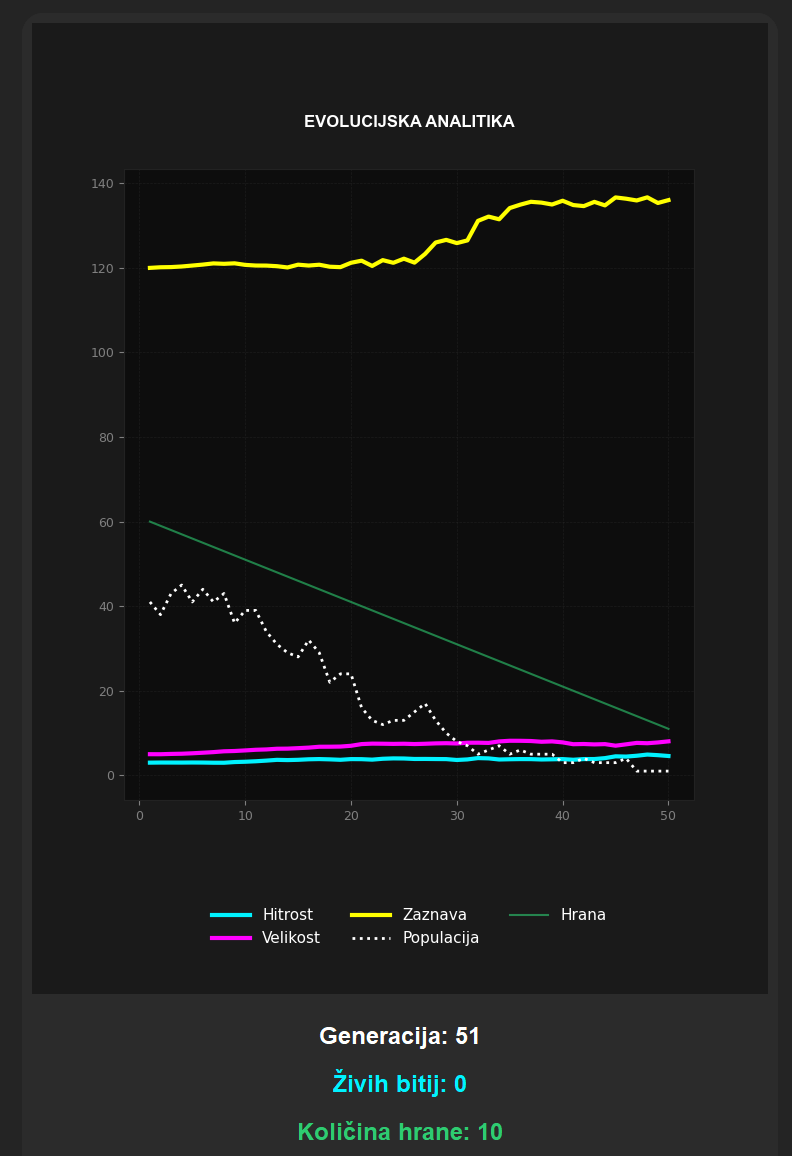 EVOLUCIJSKA ANALITIKA
140
120
100
80
60
40
20
0
0 10 20 30 40 50
Hitrost Zaznava Hrana
Velikost Populacija
Generacija: 51
Živih bitij: 0
Količina hrane: 10